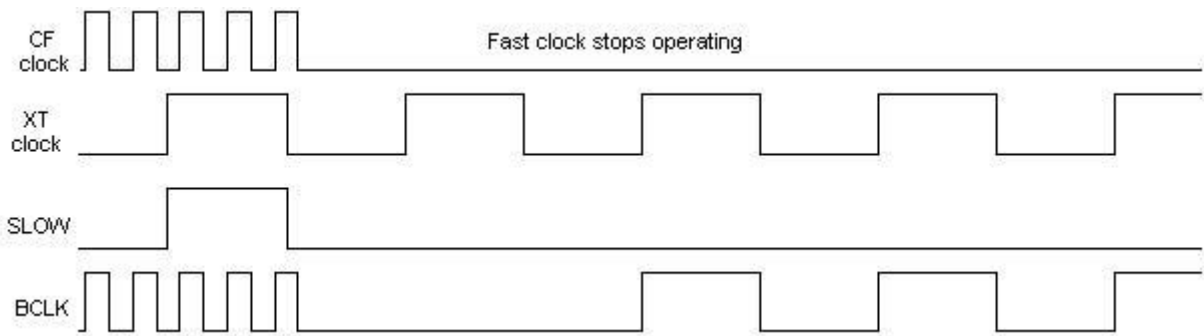 CF
clock
Fast clock stops operating
XT
clock
SLOW
BCLK